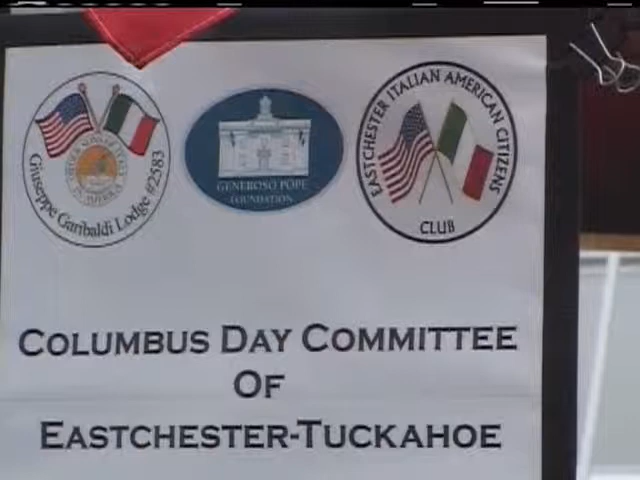 Giuseppe Garibaldi Lodge #2583
GENEROSO POPE
FOUNDATION
EASTCHESTER ITALIAN AMERICAN CITIZENS
CLUB
COLUMBUS DAY COMMITTEE
OF
EASTCHESTER-TUCKAHOE